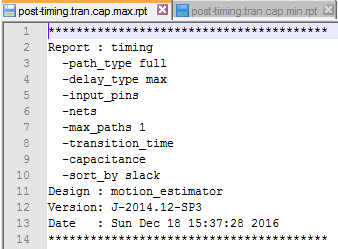 post-timing.tran.cap.max.rpt post-timing.tran.cap.min.rpt
1 ****************************************
2 Report : timing
3 -path_type full
4 -delay_type max
5 -input_pins
6 -nets
7 -max_paths 1
8 -transition_time
9 -capacitance
10 -sort_by slack
11 Design : motion_estimator
12 Version: J-2014.12-SP3
13 Date   : Sun Dec 18 15:37:28 2016
14 ****************************************